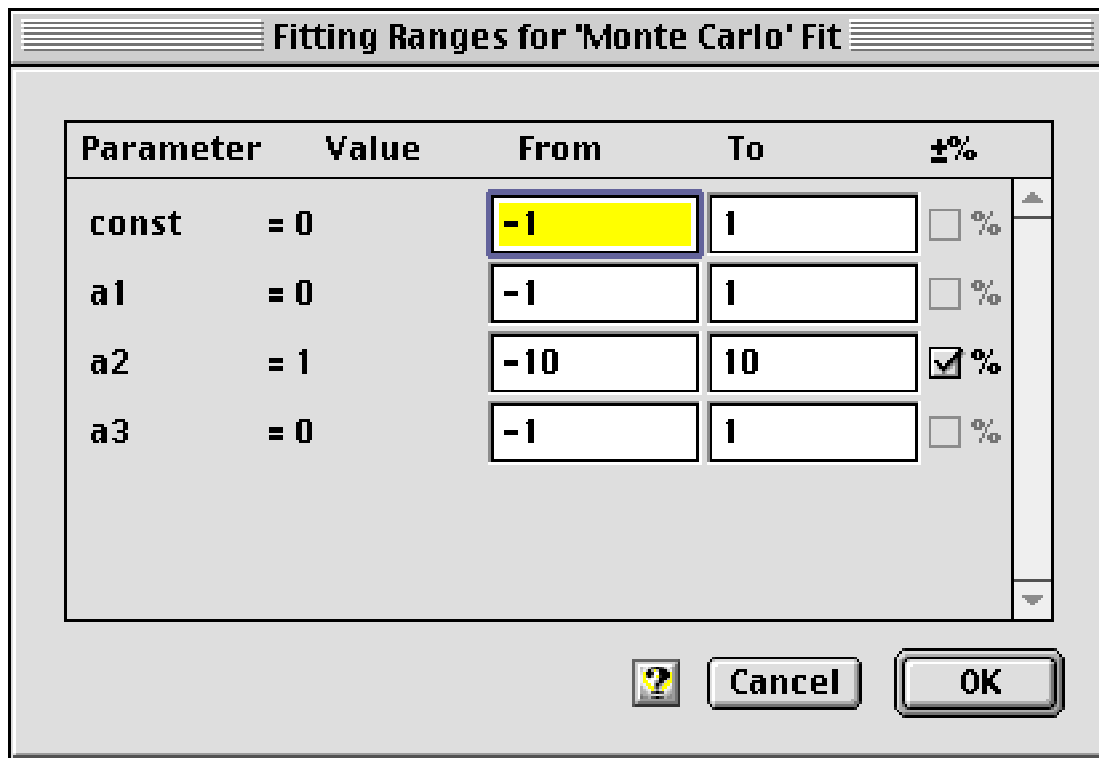 Fitting Ranges for 'Monte Carlo' Fit
Parameter Value From To ±%
const = 0 -1 1 %
a1 = 0 -1 1 %
a2 = 1 -10 10 %
a3 = 0 -1 1 %
? Cancel OK